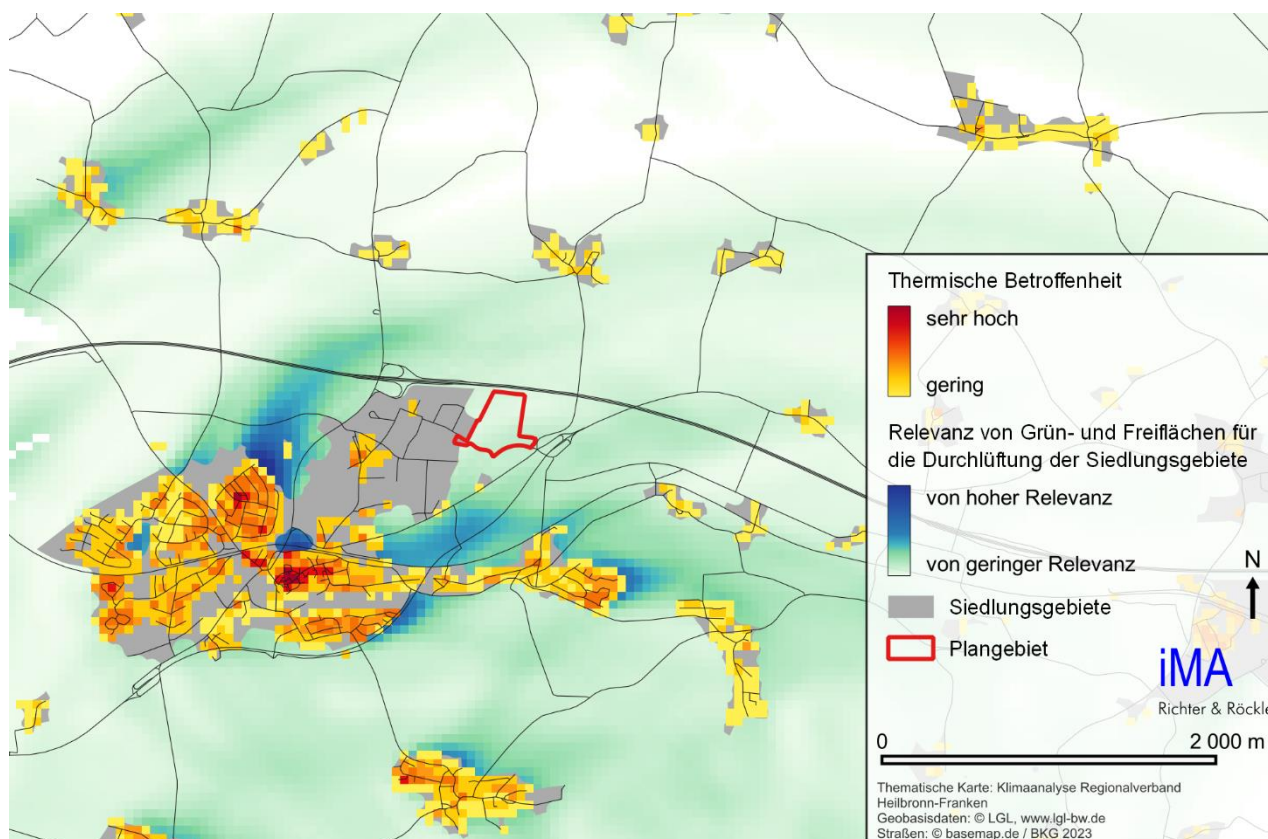 Thermische Betroffenheit
sehr hoch
gering
Relevanz von Grün- und Freiflächen für
die Durchlüftung der Siedlungsgebiete
von hoher Relevanz
von geringer Relevanz
Siedlungsgebiete
Plangebiet
N
iMA
Richter & Röckle
0 2 000 m
Thematische Karte: Klimaanalyse Regionalverband
Heilbronn-Franken
Geobasisdaten: © LGL, www.lgl-bw.de
Straßen: © basemap.de / BKG 2023